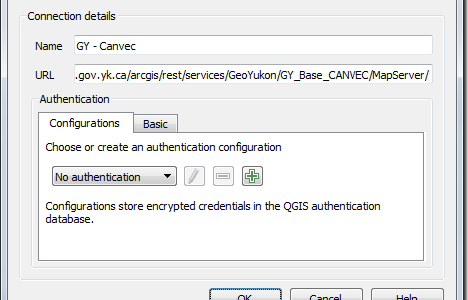 Connection details
Name GY - Canvec
URL .gov.yk.ca/arcgis/rest/services/GeoYukon/GY_Base_CANVEC/MapServer/
Authentication
Configurations Basic
Choose or create an authentication configuration
No authentication
Configurations store encrypted credentials in the QGIS authentication
database.
OK Cancel Help